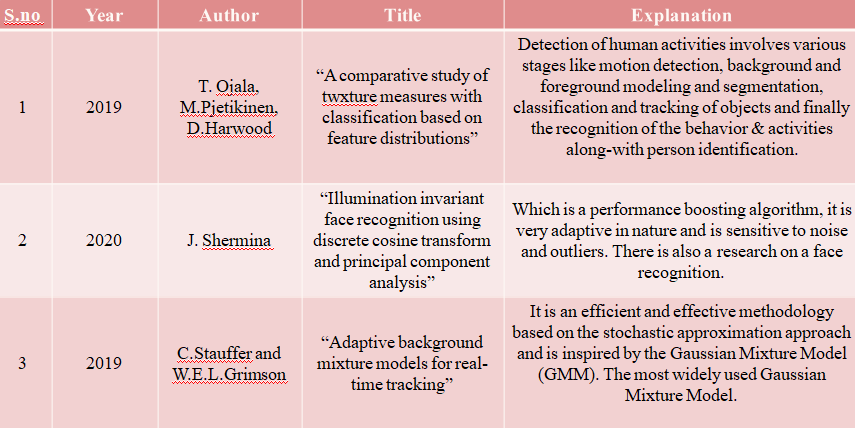 S.no Year Author Title Explanation
1
2019
T. Ojala,
M.Pjetikinen,
D.Harwood
“A comparative study of
twxture measures with
classification based on
feature distributions”
Detection of human activities involves various
stages like motion detection, background and
foreground modeling and segmentation,
classification and tracking of objects and finally
the recognition of the behavior & activities
along-with person identification.
2
2020
J. Shermina
“Illumination invariant
face recognition using
discrete cosine transform
and principal component
analysis”
Which is a performance boosting algorithm, it is
very adaptive in nature and is sensitive to noise
and outliers. There is also a research on a face
recognition.
3
2019
C.Stauffer and
W.E.L.Grimson
“Adaptive background
mixture models for real-
time tracking”
It is an efficient and effective methodology
based on the stochastic approximation approach
and is inspired by the Gaussian Mixture Model
(GMM). The most widely used Gaussian
Mixture Model.